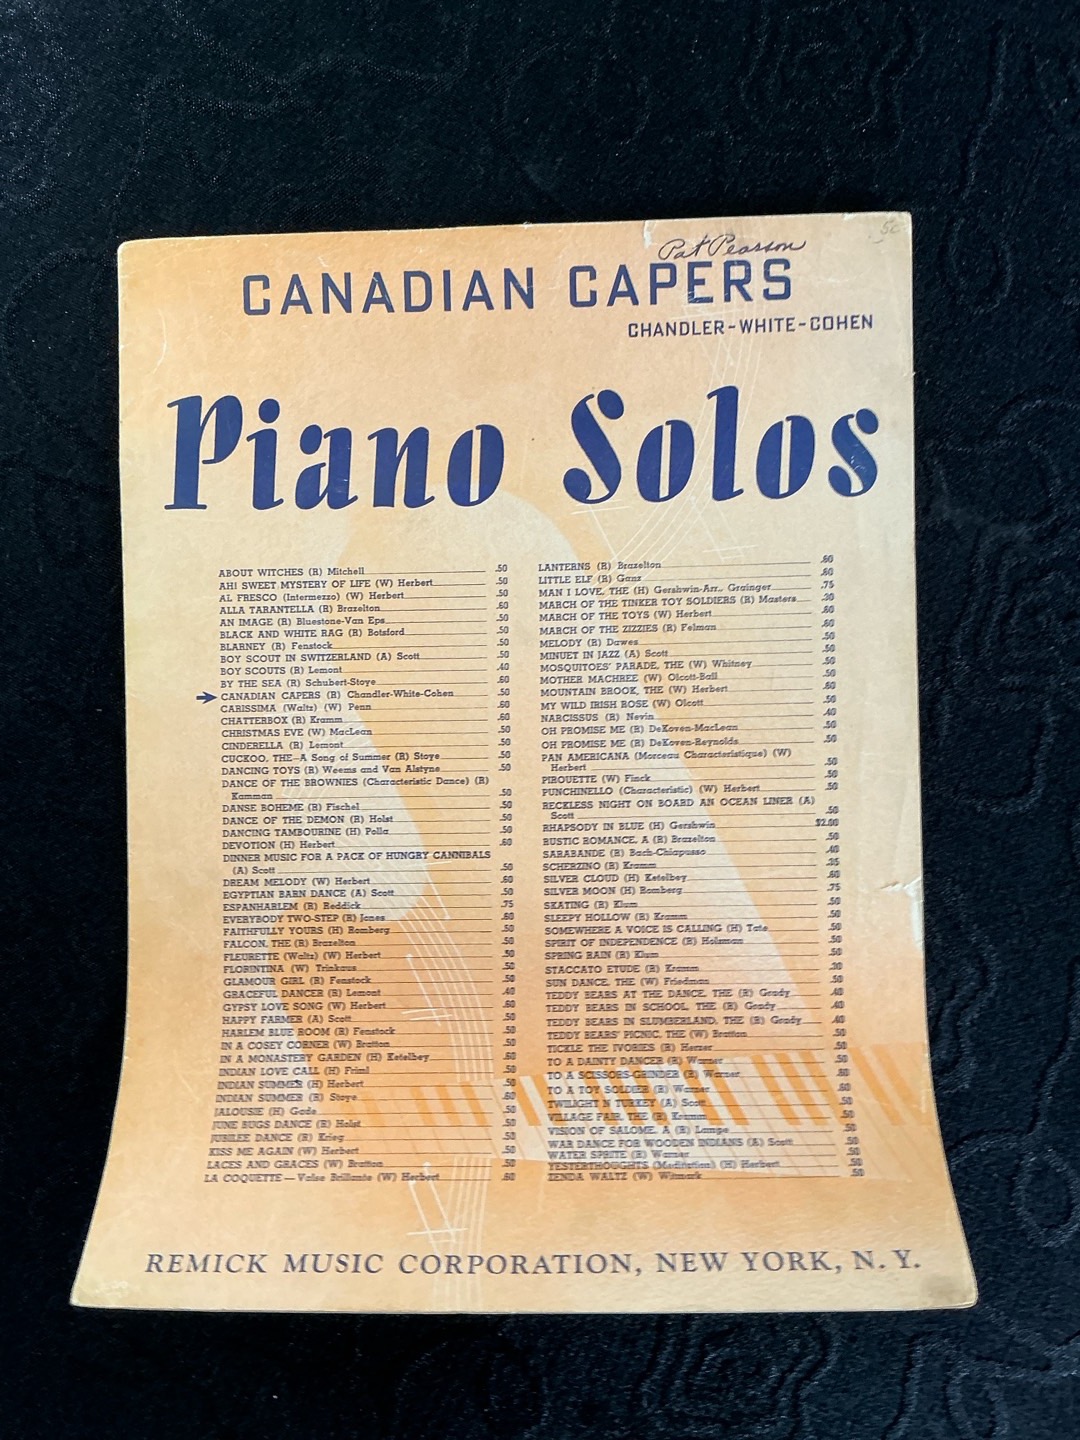 Pat Pearson
50
CANADIAN CAPERS
CHANDLER-WHITE-COHEN
Piano Solos
ABOUT WITCHES (R) Mitchell .50
AH! SWEET MYSTERY OF LIFE (W) Herbert .50
AL FRESCO (Intermezzo) (W) Herbert .50
ALLA TARANTELLA (R) Brazelton .60
AN IMAGE (R) Bluestone-Van Eps .50
BLACK AND WHITE RAG (R) Botsford .50
BLARNEY (R) Fenstock .50
BOY SCOUT IN SWITZERLAND (A) Scott .50
BOY SCOUTS (R) Lemont .40
BY THE SEA (R) Schubert-Stoye .60
CANADIAN CAPERS (R) Chandler-White-Cohen .50
CARISSIMA (Waltz) (W) Penn .60
CHATTERBOX (R) Kramm .60
CHRISTMAS EVE (W) MacLean .50
CINDERELLA (R) Lemont .50
CUCKOO, THE—A Song of Summer (R) Stoye .50
DANCING TOYS (R) Weems and Van Alstyne .50
DANCE OF THE BROWNIES (Characteristic Dance) (R)
Kamman .50
DANSE BOHEME (R) Fischel .50
DANCE OF THE DEMON (R) Holst .50
DANCING TAMBOURINE (H) Polla .50
DEVOTION (H) Herbert .60
DINNER MUSIC FOR A PACK OF HUNGRY CANNIBALS
(A) Scott .50
DREAM MELODY (W) Herbert .60
EGYPTIAN BARN DANCE (A) Scott .50
ESPANHARLEM (R) Reddick .75
EVERYBODY TWO-STEP (R) Jones .60
FAITHFULLY YOURS (H) Romberg .50
FALCON, THE (R) Brazelton .50
FLEURETTE (Waltz) (W) Herbert .50
FLORINTINA (W) Trinkaus .50
GLAMOUR GIRL (R) Fenstock .50
GRACEFUL DANCER (R) Lemont .40
GYPSY LOVE SONG (W) Herbert .60
HAPPY FARMER (A) Scott .50
HARLEM BLUE ROOM (R) Fenstock .50
IN A COSEY CORNER (W) Bratton .50
IN A MONASTERY GARDEN (H) Ketelbey .60
INDIAN LOVE CALL (H) Friml .50
INDIAN SUMMER (H) Herbert .50
INDIAN SUMMER (R) Stoye .60
JALOUSIE (H) Gade .50
JUNE BUGS DANCE (R) Holst .50
JUBILEE DANCE (R) Krieg .50
KISS ME AGAIN (W) Herbert .50
LACES AND GRACES (W) Bratton .50
LA COQUETTE—Valse Brillante (W) Herbert .60
LANTERNS (R) Brazelton .60
LITTLE ELF (R) Ganz .60
MAN I LOVE, THE (H) Gershwin-Arr., Grainger .75
MARCH OF THE TINKER TOY SOLDIERS (R) Masters .30
MARCH OF THE TOYS (W) Herbert .60
MARCH OF THE ZIZZIES (R) Felman .60
MELODY (R) Dawes .50
MINUET IN JAZZ (A) Scott .50
MOSQUITOES' PARADE, THE (W) Whitney .50
MOTHER MACHREE (W) Olcott-Ball .50
MOUNTAIN BROOK, THE (W) Herbert .60
MY WILD IRISH ROSE (W) Olcott .50
NARCISSUS (R) Nevin .40
OH PROMISE ME (R) DeKoven-MacLean .50
OH PROMISE ME (R) DeKoven-Reynolds .50
PAN AMERICANA (Morceau Characteristique) (W)
Herbert .50
PIROUETTE (W) Finck .50
PUNCHINELLO (Characteristic) (W) Herbert .50
RECKLESS NIGHT ON BOARD AN OCEAN LINER (A)
Scott .50
RHAPSODY IN BLUE (H) Gershwin $2.00
RUSTIC ROMANCE, A (R) Brazelton .50
SARABANDE (R) Bach-Chiapusso .40
SCHERZINO (R) Kramm .35
SILVER CLOUD (H) Ketelbey .60
SILVER MOON (H) Romberg .75
SKATING (R) Klum .50
SLEEPY HOLLOW (R) Kramm .50
SOMEWHERE A VOICE IS CALLING (H) Tate .50
SPIRIT OF INDEPENDENCE (R) Holzman .50
SPRING RAIN (R) Klum .50
STACCATO ETUDE (R) Kramm .30
SUN DANCE, THE (W) Friedman .50
TEDDY BEARS AT THE DANCE, THE (R) Grady .40
TEDDY BEARS IN SCHOOL, THE (R) Grady .40
TEDDY BEARS IN SLUMBERLAND, THE (R) Grady .40
TEDDY BEARS' PICNIC, THE (W) Bratton .50
TICKLE THE IVORIES (R) Herzer .50
TO A DAINTY DANCER (R) Warner .60
TO A SCISSORS-GRINDER (R) Warner .60
TO A TOY SOLDIER (R) Warner .60
TWILIGHT N TURKEY (A) Scott .50
VILLAGE FAIR, THE (R) Kramm .50
VISION OF SALOME, A (R) Lampe .50
WAR DANCE FOR WOODEN INDIANS (A) Scott .50
WATER SPRITE (R) Warner .50
YESTERTHOUGHTS (Meditation) (H) Herbert .50
ZENDA WALTZ (W) Witmark .50
REMICK MUSIC CORPORATION, NEW YORK, N. Y.